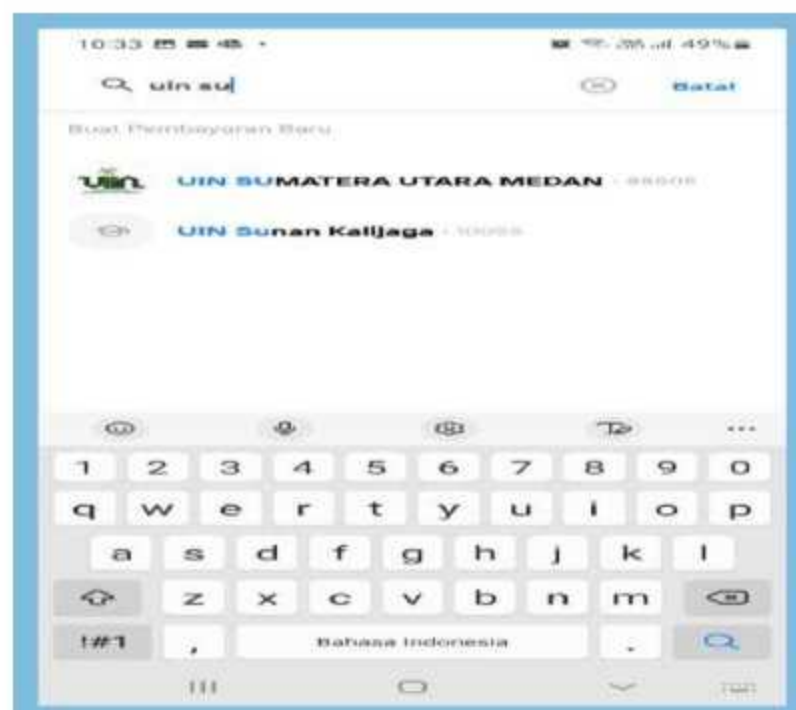 10:33
49%
uin su
Batal
Buat Pembayaran Baru
uin UIN SUMATERA UTARA MEDAN
UIN Sunan Kalijaga
1 2 3 4 5 6 7 8 9 0
q w e r t y u i o p
a s d f g h j k l
z x c v b n m
!#1 , Bahasa Indonesia .